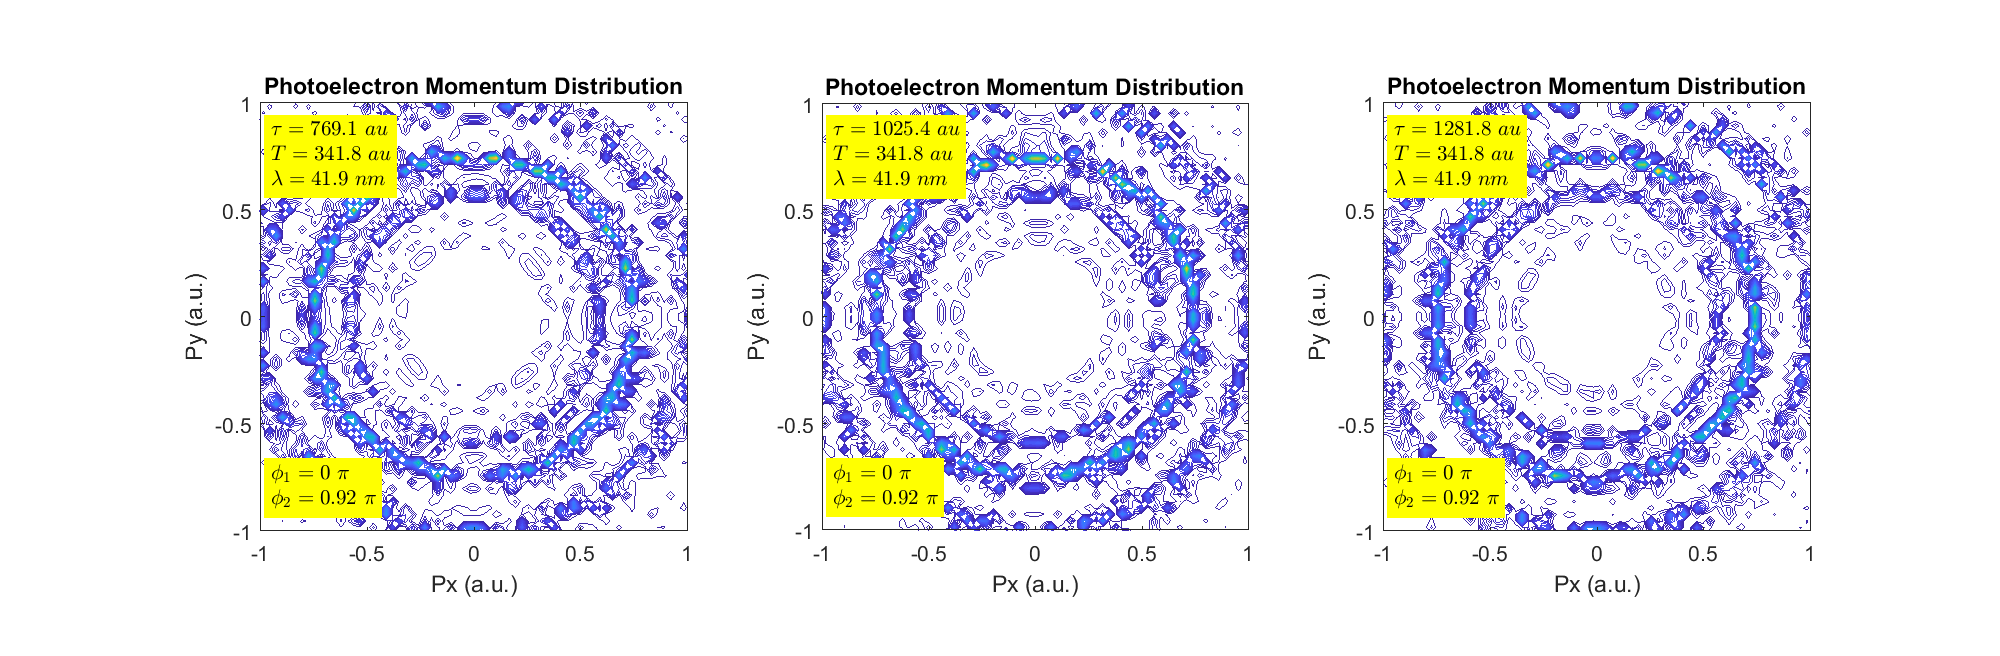 Photoelectron Momentum Distribution
τ = 769.1 au
T = 341.8 au
λ = 41.9 nm
ϕ₁ = 0 π
ϕ₂ = 0.92 π
1
0.5
0
-0.5
-1
Py (a.u.)
-1 -0.5 0 0.5 1
Px (a.u.)
Photoelectron Momentum Distribution
τ = 1025.4 au
T = 341.8 au
λ = 41.9 nm
ϕ₁ = 0 π
ϕ₂ = 0.92 π
1
0.5
0
-0.5
-1
Py (a.u.)
-1 -0.5 0 0.5 1
Px (a.u.)
Photoelectron Momentum Distribution
τ = 1281.8 au
T = 341.8 au
λ = 41.9 nm
ϕ₁ = 0 π
ϕ₂ = 0.92 π
1
0.5
0
-0.5
-1
Py (a.u.)
-1 -0.5 0 0.5 1
Px (a.u.)